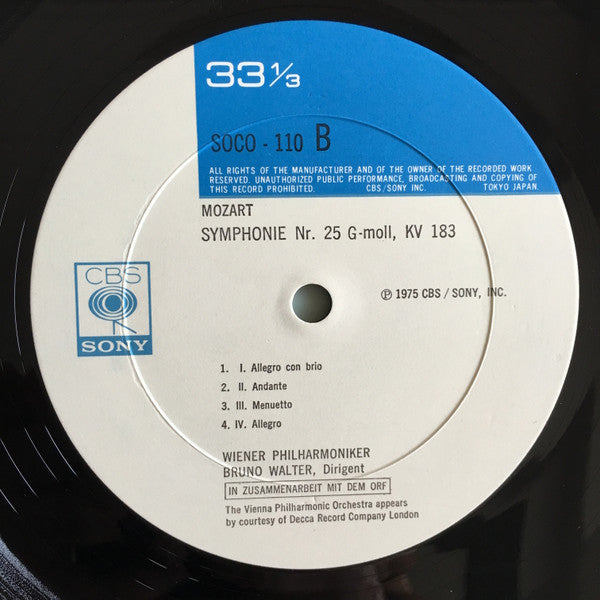 33 1/3
SOCO - 110 B
ALL RIGHTS OF THE MANUFACTURER AND OF THE OWNER OF THE RECORDED WORK
RESERVED. UNAUTHORIZED PUBLIC PERFORMANCE, BROADCASTING AND COPYING OF
THIS RECORD PROHIBITED. CBS/SONY INC. TOKYO JAPAN.
MOZART
SYMPHONIE Nr. 25 G-moll, KV 183
CBS
SONY
℗ 1975 CBS / SONY, INC.
1. I. Allegro con brio
2. II. Andante
3. III. Menuetto
4. IV. Allegro
WIENER PHILHARMONIKER
BRUNO WALTER, Dirigent
IN ZUSAMMENARBEIT MIT DEM ORF
The Vienna Philharmonic Orchestra appears
by courtesy of Decca Record Company London